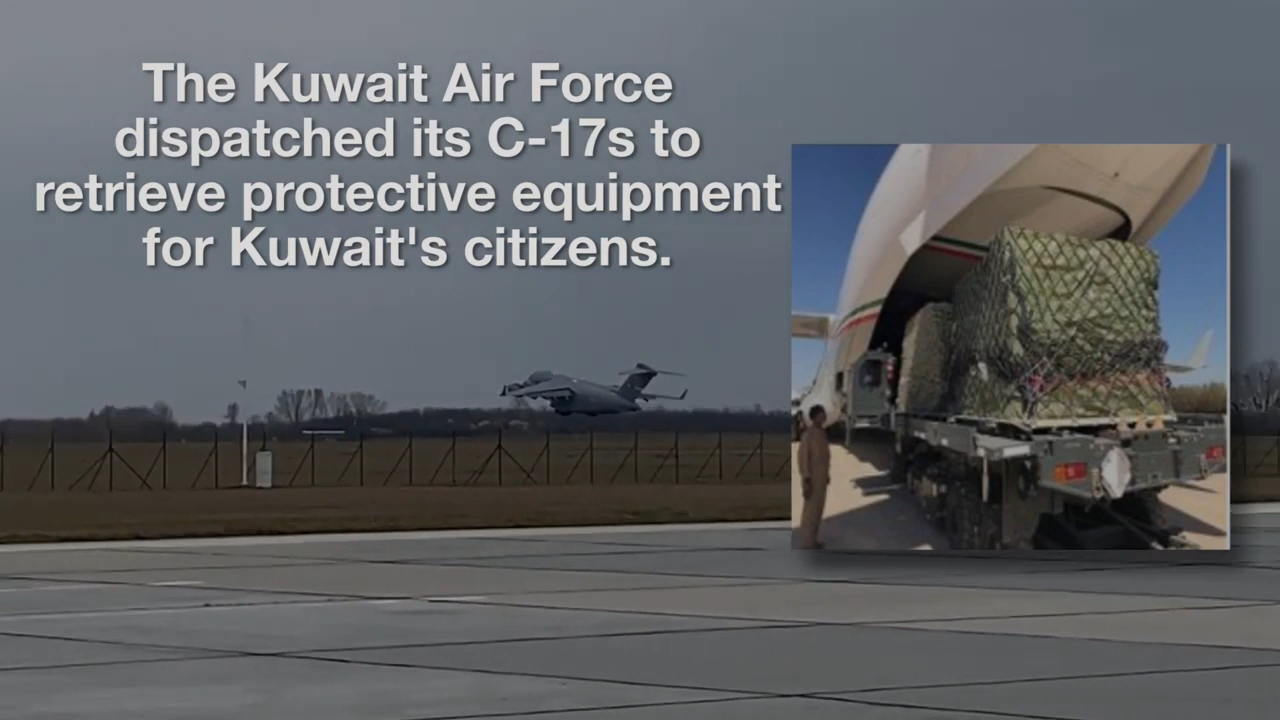 The Kuwait Air Force
dispatched its C-17s to
retrieve protective equipment
for Kuwait's citizens.